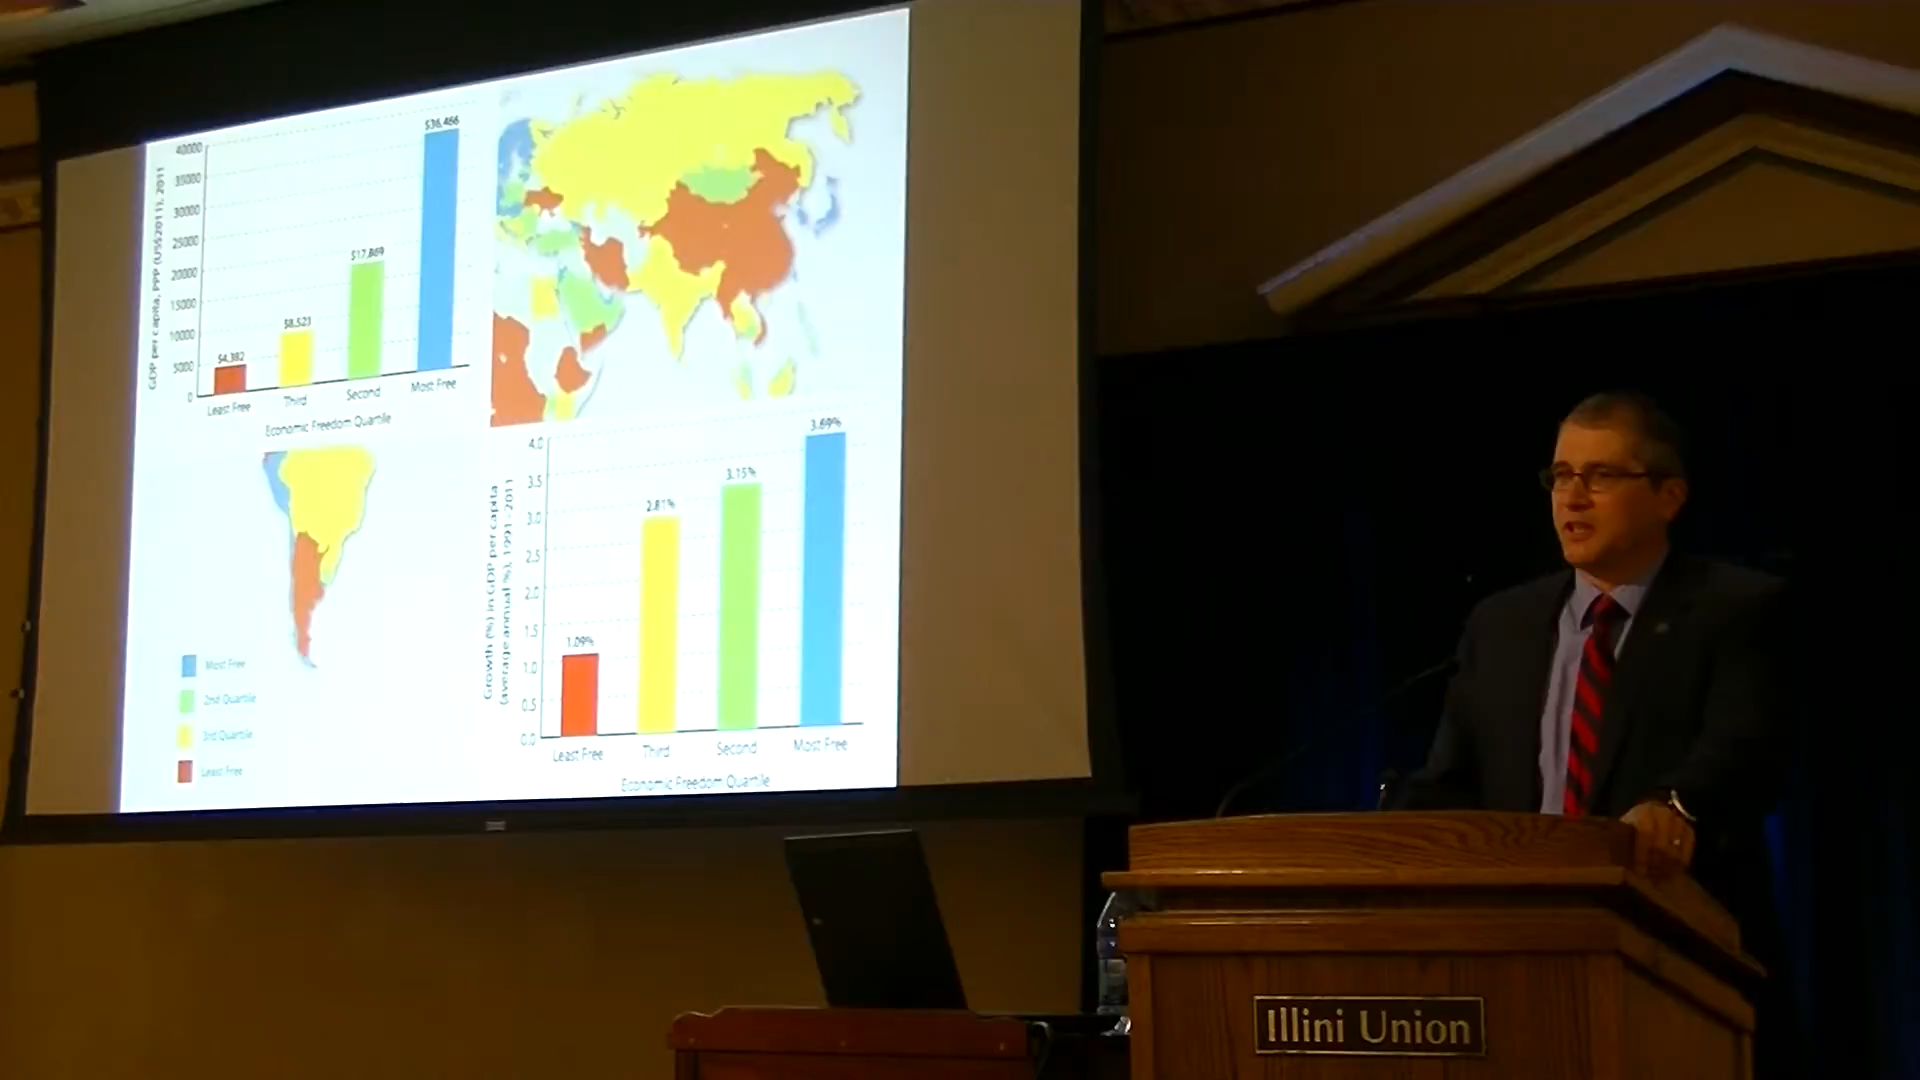 $36,466
40000
35000
30000
25000
20000
15000
10000
5000
0
GDP per capita, PPP (US$2011), 2011
$17,869
$8,523
$4,382
Least Free
Third
Second
Most Free
Economic Freedom Quartile
Most Free
2nd Quartile
3rd Quartile
Least Free
4.0
3.5
3.0
2.5
2.0
1.5
1.0
0.5
0.0
Growth (%) in GDP per capita
(average annual %), 1991-2011
3.69%
3.15%
2.81%
1.09%
Least Free
Third
Second
Most Free
Economic Freedom Quartile
Illini Union